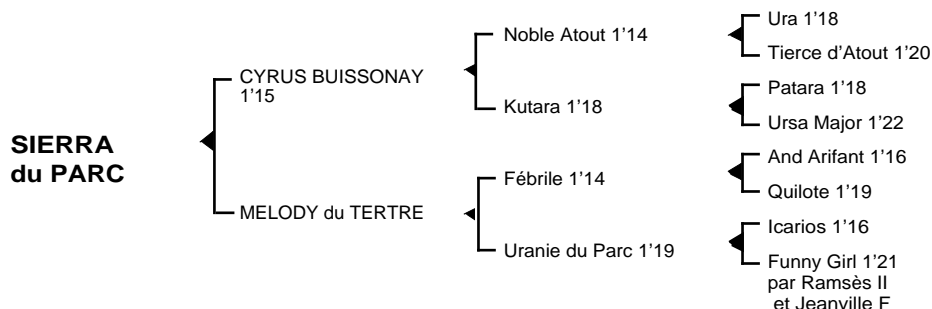 SIERRA
du PARC
CYRUS BUISSONAY
1’15
MELODY du TERTRE
Noble Atout 1’14
Kutara 1’18
Fébrile 1’14
Uranie du Parc 1’19
Ura 1’18
Tierce d’Atout 1’20
Patara 1’18
Ursa Major 1’22
And Arifant 1’16
Quilote 1’19
Icarios 1’16
Funny Girl 1’21
par Ramsès II
et Jeanville F